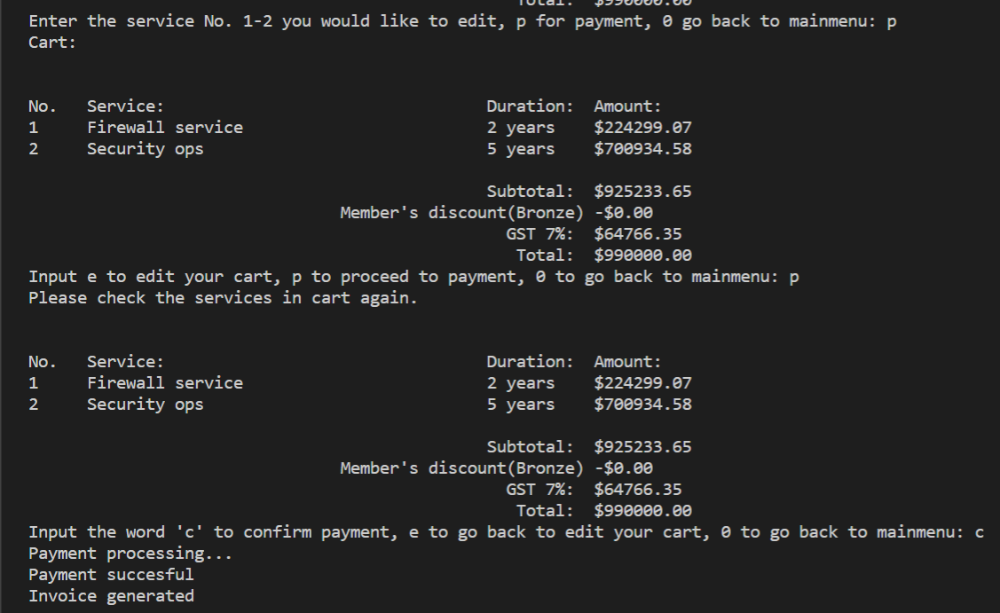 Total: $990000.00
Enter the service No. 1-2 you would like to edit, p for payment, 0 go back to mainmenu: p
Cart:
No. Service: Duration: Amount:
1 Firewall service 2 years $224299.07
2 Security ops 5 years $700934.58
Subtotal: $925233.65
Member's discount(Bronze) -$0.00
GST 7%: $64766.35
Total: $990000.00
Input e to edit your cart, p to proceed to payment, 0 to go back to mainmenu: p
Please check the services in cart again.
No. Service: Duration: Amount:
1 Firewall service 2 years $224299.07
2 Security ops 5 years $700934.58
Subtotal: $925233.65
Member's discount(Bronze) -$0.00
GST 7%: $64766.35
Total: $990000.00
Input the word 'c' to confirm payment, e to go back to edit your cart, 0 to go back to mainmenu: c
Payment processing...
Payment succesful
Invoice generated